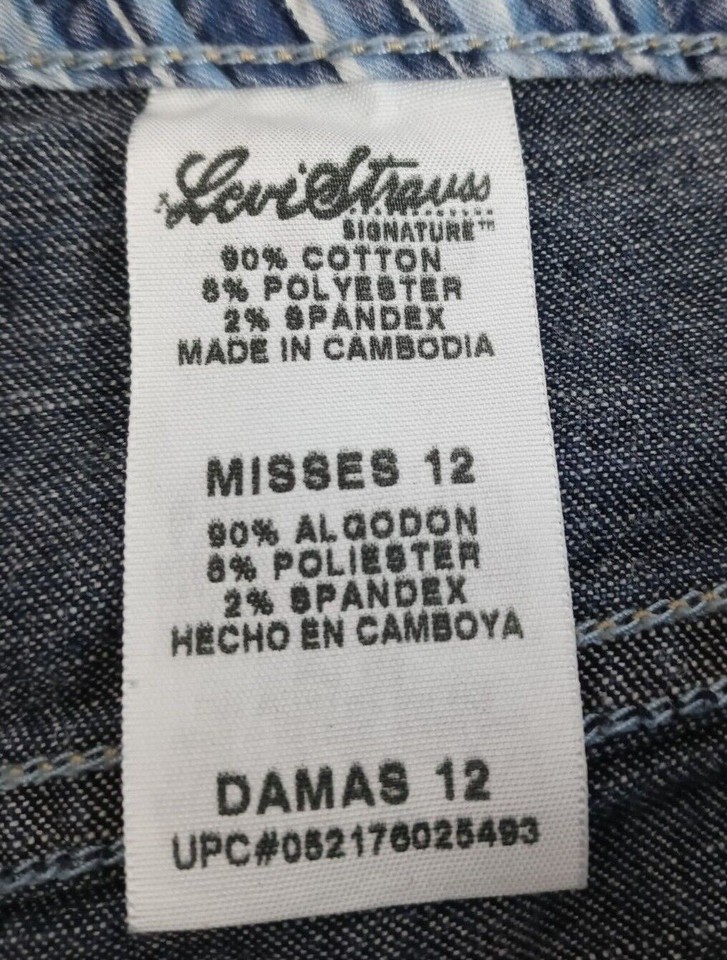 Levi Strauss
SIGNATURE™
90% COTTON
8% POLYESTER
2% SPANDEX
MADE IN CAMBODIA
MISSES 12
90% ALGODON
8% POLIESTER
2% SPANDEX
HECHO EN CAMBOYA
DAMAS 12
UPC#052176025493